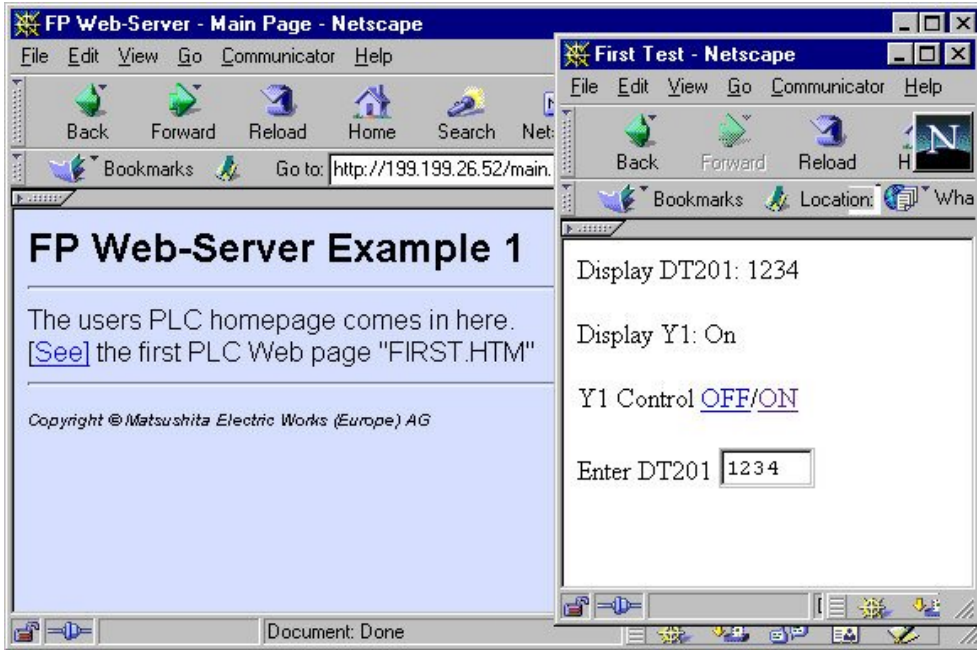 FP Web-Server - Main Page - Netscape
File Edit View Go Communicator Help
Back Forward Reload Home Search
Bookmarks Go to: http://199.199.26.52/main.
FP Web-Server Example 1
The users PLC homepage comes in here.
[See] the first PLC Web page "FIRST.HTM"
Copyright © Matsushita Electric Works (Europe) AG
Document: Done
First Test - Netscape
File Edit View Go Communicator Help
Back Forward Reload H N
Bookmarks Location: Wha
Display DT201: 1234
Display Y1: On
Y1 Control OFF/ON
Enter DT201 1234